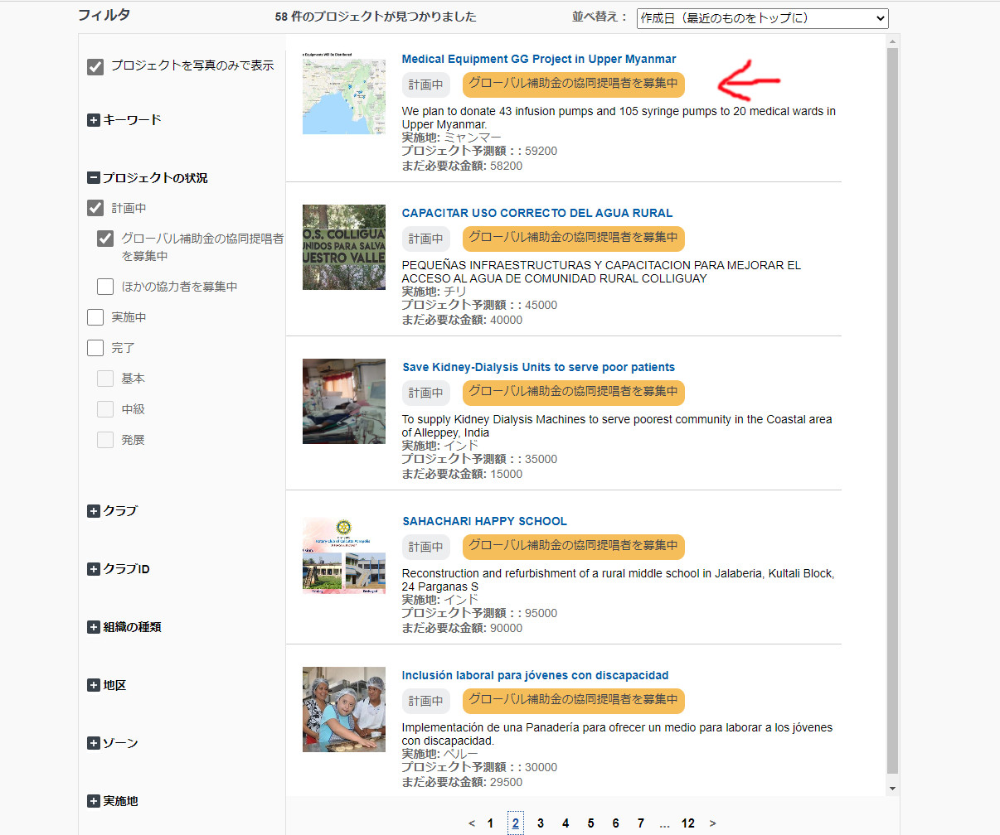 フィルタ
58 件のプロジェクトが見つかりました
並べ替え：
作成日（最近のものをトップに）
プロジェクトを写真のみで表示
キーワード
プロジェクトの状況
計画中
グローバル補助金の協同提唱者
を募集中
ほかの協力者を募集中
実施中
完了
基本
中級
発展
クラブ
クラブID
組織の種類
地区
ゾーン
実施地
e Equipments Will Be Distributed
Medical Equipment GG Project in Upper Myanmar
計画中
グローバル補助金の協同提唱者を募集中
We plan to donate 43 infusion pumps and 105 syringe pumps to 20 medical wards in
Upper Myanmar.
実施地: ミャンマー
プロジェクト予測額：: 59200
まだ必要な金額: 58200
O.S. COLLIGUA
UNIDOS PARA SALVA
UESTRO VALLE
CAPACITAR USO CORRECTO DEL AGUA RURAL
計画中
グローバル補助金の協同提唱者を募集中
PEQUEÑAS INFRAESTRUCTURAS Y CAPACITACION PARA MEJORAR EL
ACCESO AL AGUA DE COMUNIDAD RURAL COLLIGUAY
実施地: チリ
プロジェクト予測額：: 45000
まだ必要な金額: 40000
Save Kidney-Dialysis Units to serve poor patients
計画中
グローバル補助金の協同提唱者を募集中
To supply Kidney Dialysis Machines to serve poorest community in the Coastal area
of Alleppey, India
実施地: インド
プロジェクト予測額：: 35000
まだ必要な金額: 15000
Rotary Club of Calcutta Acropolis
SAHACHARI HAPPY SCHOOL
計画中
グローバル補助金の協同提唱者を募集中
Reconstruction and refurbishment of a rural middle school in Jalaberia, Kultali Block,
24 Parganas S
実施地: インド
プロジェクト予測額：: 95000
まだ必要な金額: 90000
Inclusión laboral para jóvenes con discapacidad
計画中
グローバル補助金の協同提唱者を募集中
Implementación de una Panadería para ofrecer un medio para laborar a los jóvenes
con discapacidad.
実施地: ペルー
プロジェクト予測額：: 30000
まだ必要な金額: 29500
< 1 2 3 4 5 6 7 ... 12 >